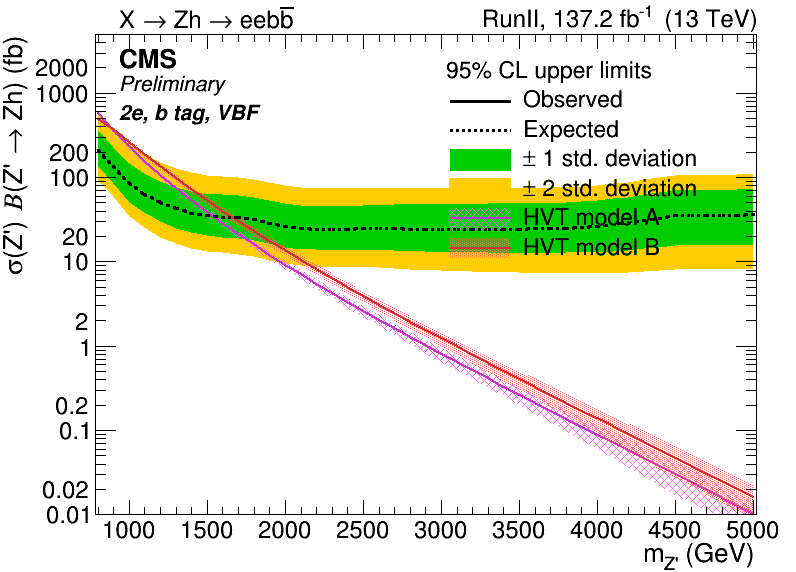 X → Zh → eebb̅ RunII, 137.2 fb⁻¹ (13 TeV)
σ(Z') B(Z' → Zh) (fb)
CMS
Preliminary
2e, b tag, VBF
95% CL upper limits
Observed
Expected
± 1 std. deviation
± 2 std. deviation
HVT model A
HVT model B
2000
1000
200
100
20
10
2
1
0.2
0.1
0.02
0.01
1000 1500 2000 2500 3000 3500 4000 4500 5000
m_Z' (GeV)